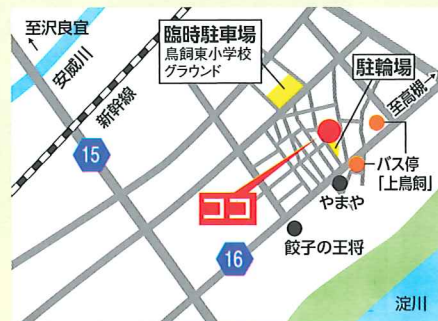 至沢良宜
安威川
新幹線
臨時駐車場
鳥飼東小学校
グラウンド
駐輪場
至高槻
15
バス停
「上鳥飼」
やまや
ココ
餃子の王将
16
淀川